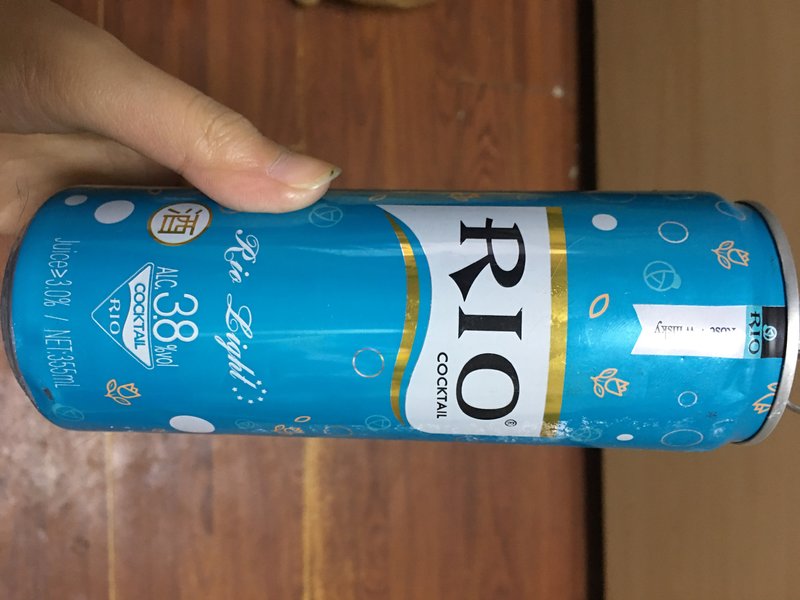 RIO
Rose + Whisky
RIO
COCKTAIL
®
Rio Light
酒
ALC. 3.8 %vol
COCKTAIL
RIO
Juice≥3.0% / NET:355ml